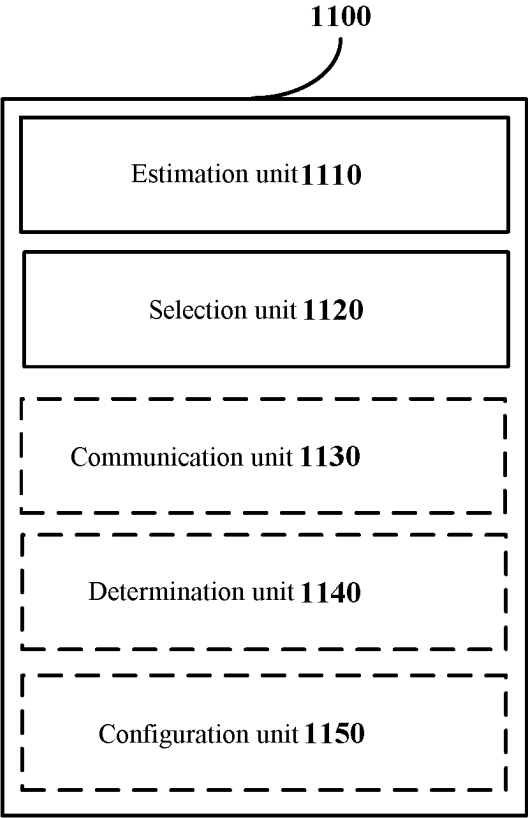 1100
Estimation unit 1110
Selection unit 1120
Communication unit 1130
Determination unit 1140
Configuration unit 1150